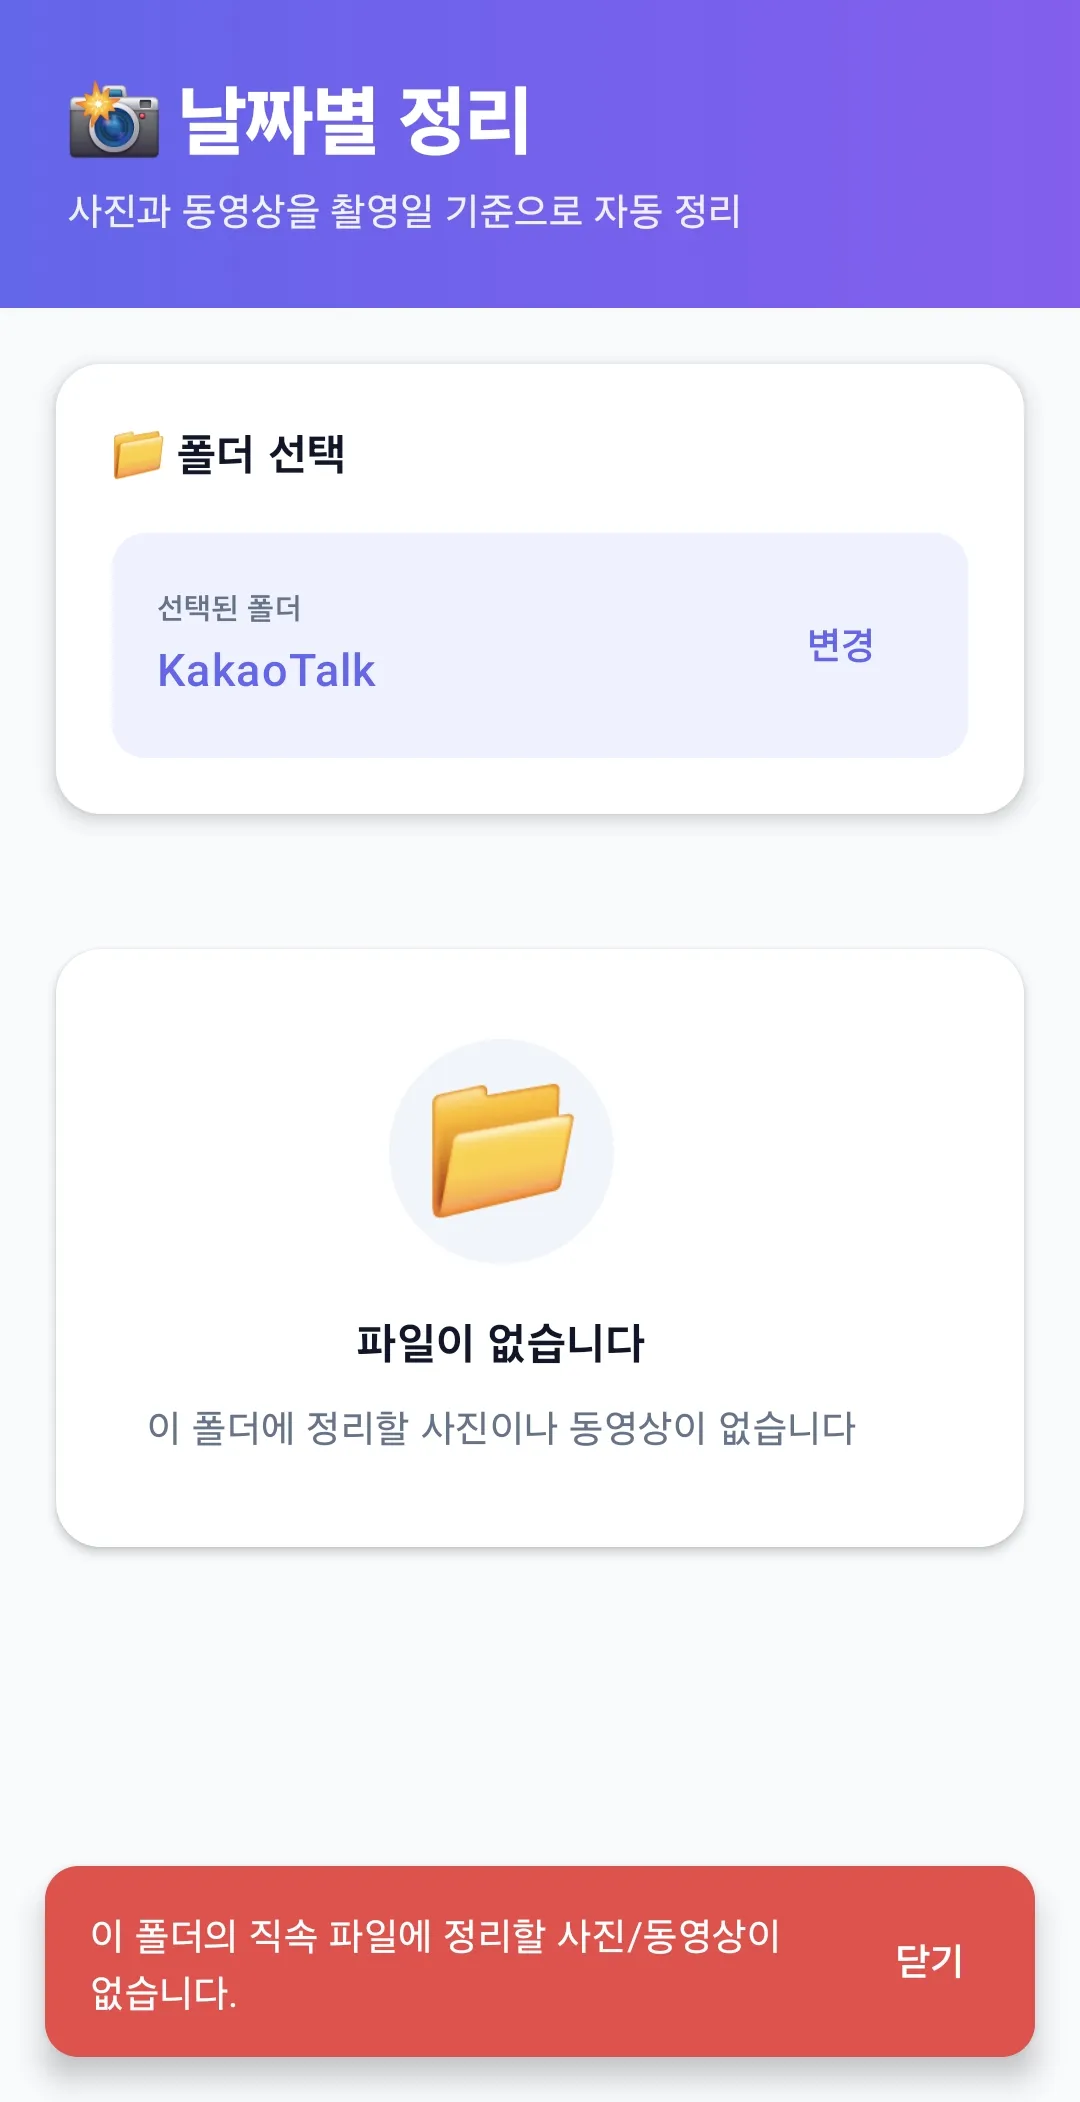 날짜별 정리
사진과 동영상을 촬영일 기준으로 자동 정리
폴더 선택
선택된 폴더
KakaoTalk
변경
파일이 없습니다
이 폴더에 정리할 사진이나 동영상이 없습니다
이 폴더의 직속 파일에 정리할 사진/동영상이
없습니다.
닫기